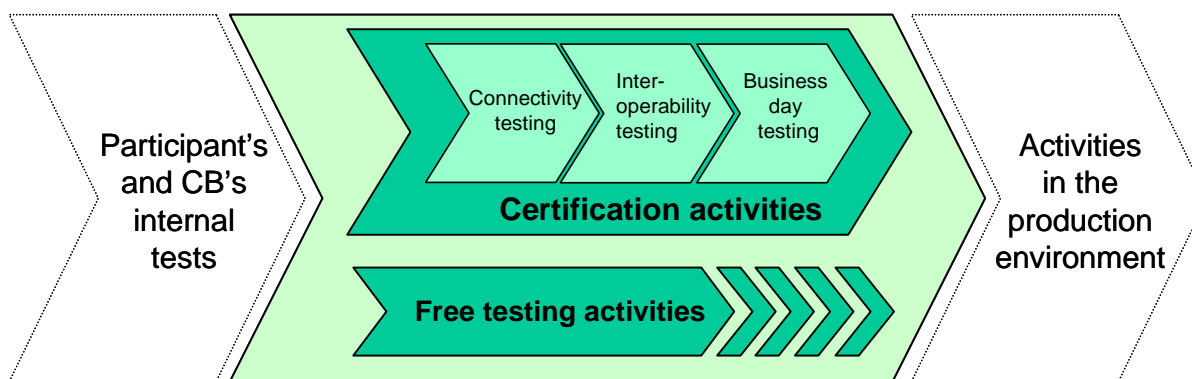 Participant's
and CB's
internal
tests
Connectivity
testing
Inter-
operability
testing
Business
day
testing
Certification activities
Free testing activities
Activities
in the
production
environment